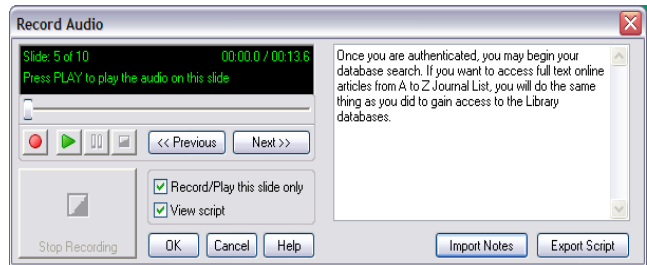 Record Audio
Slide: 5 of 10 00:00.0 / 00:13.6
Press PLAY to play the audio on this slide
<< Previous Next >>
Record/Play this slide only
View script
Stop Recording
OK Cancel Help
Once you are authenticated, you may begin your
database search. If you want to access full text online
articles from A to Z Journal List, you will do the same
thing as you did to gain access to the Library
databases.
Import Notes Export Script